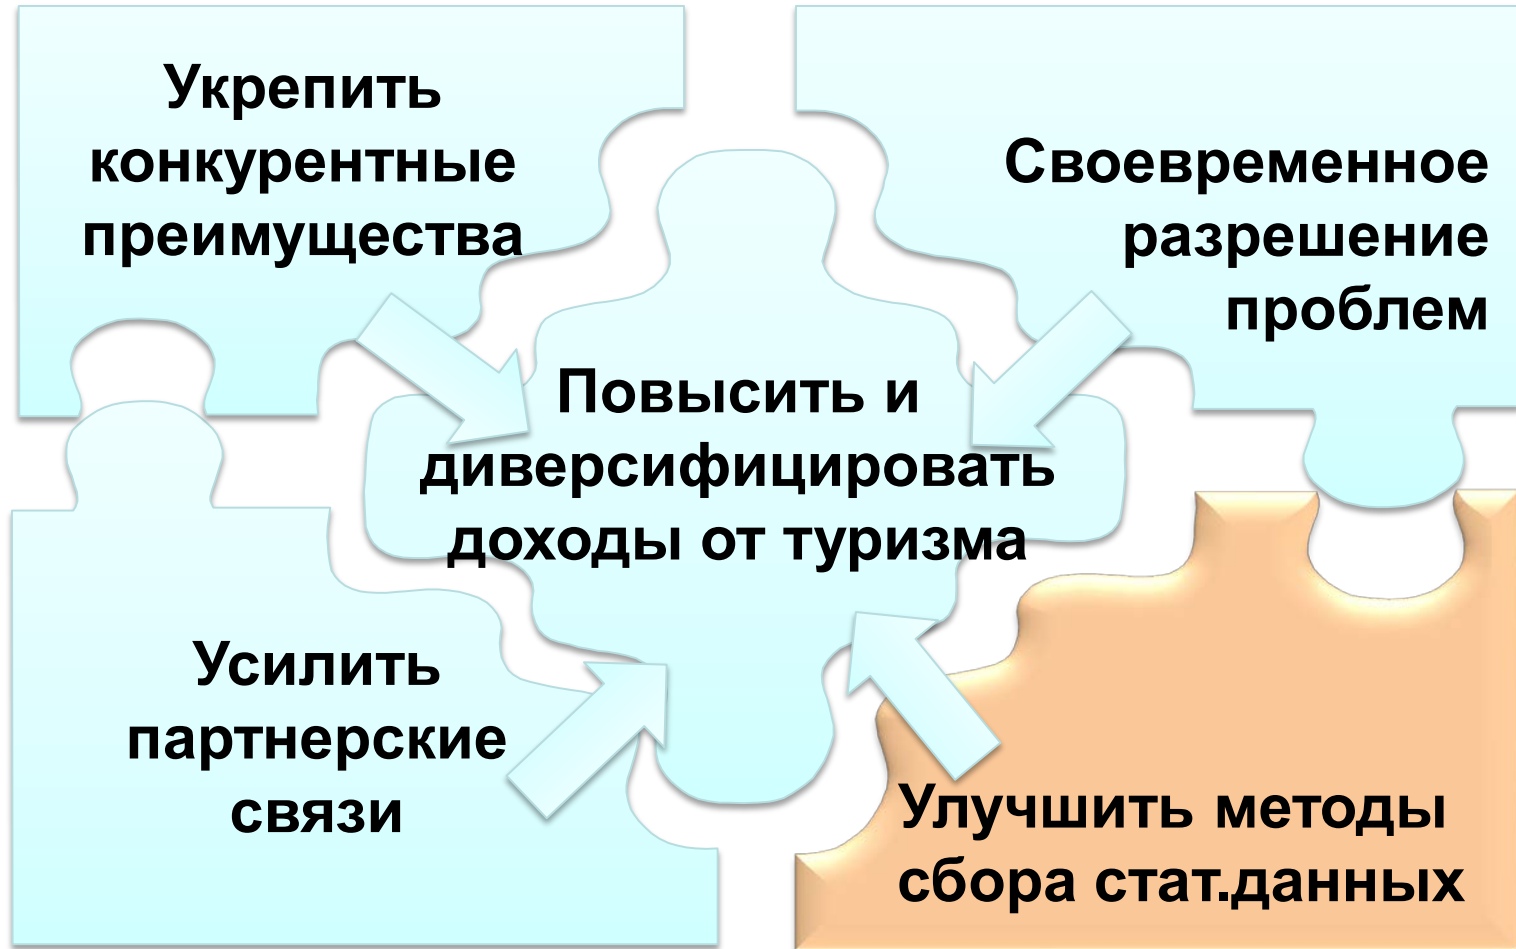 Укрепить
конкурентные
преимущества
Своевременное
разрешение
проблем
Повысить и
диверсифицировать
доходы от туризма
Усилить
партнерские
связи
Улучшить методы
сбора стат.данных